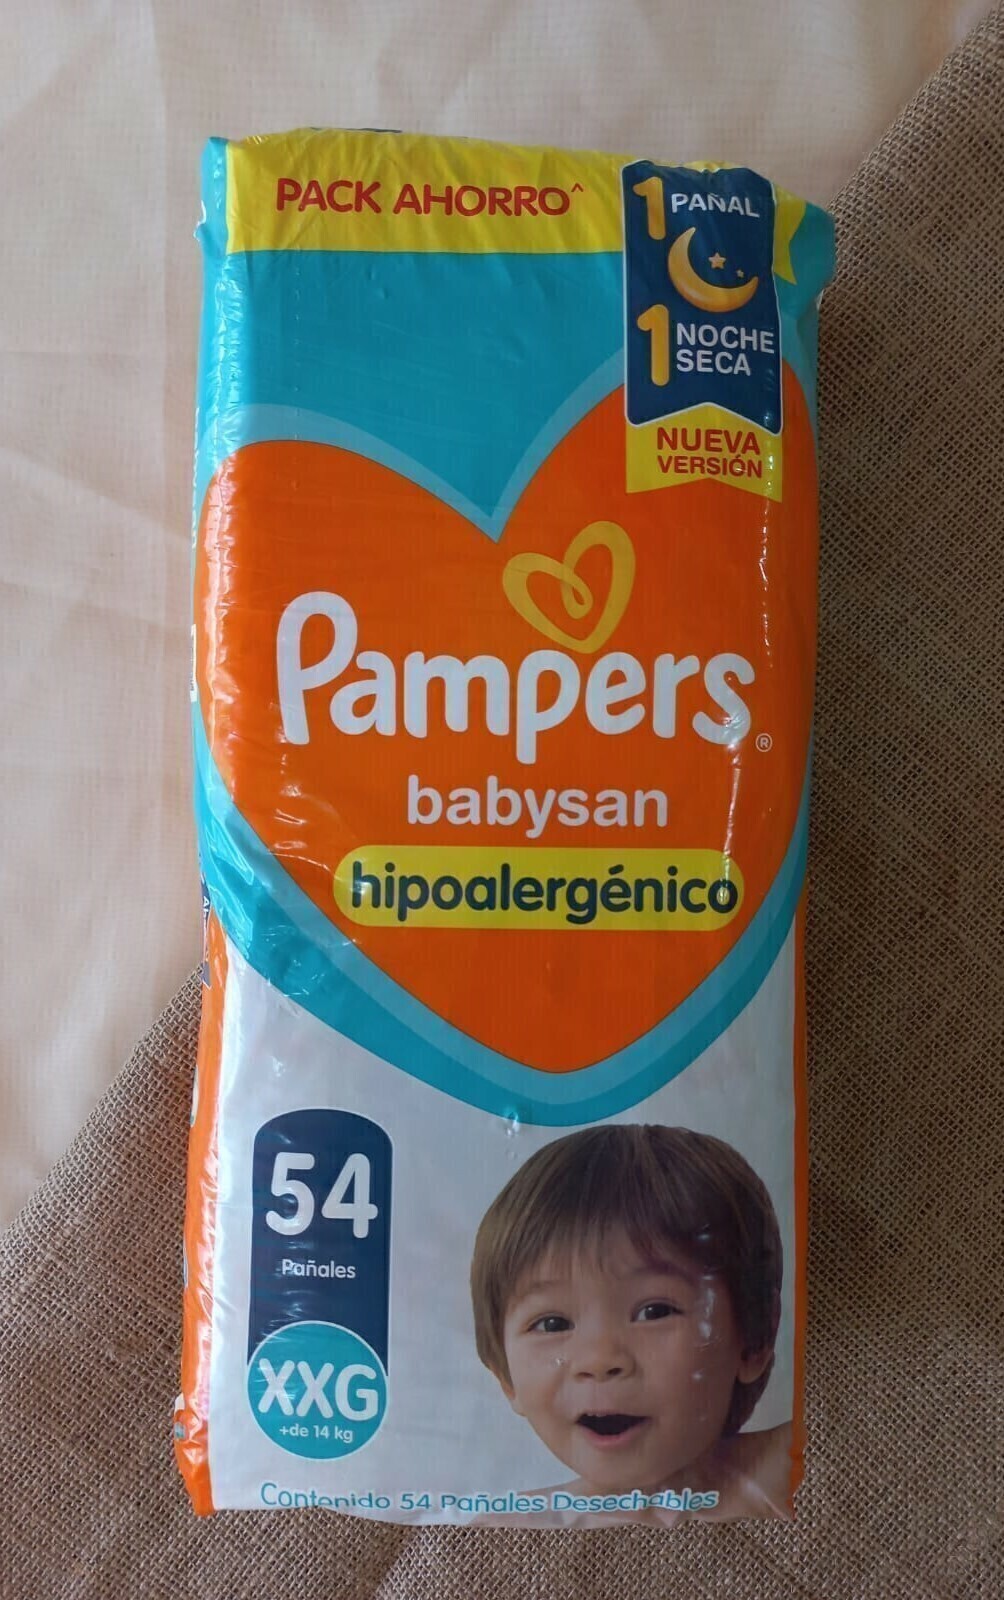 PACK AHORRO^
1 PAÑAL
1 NOCHE
SECA
NUEVA
VERSIÓN
Pampers®
babysan
hipoalergénico
54
Pañales
XXG
+de 14 kg
Contenido 54 Pañales Desechables